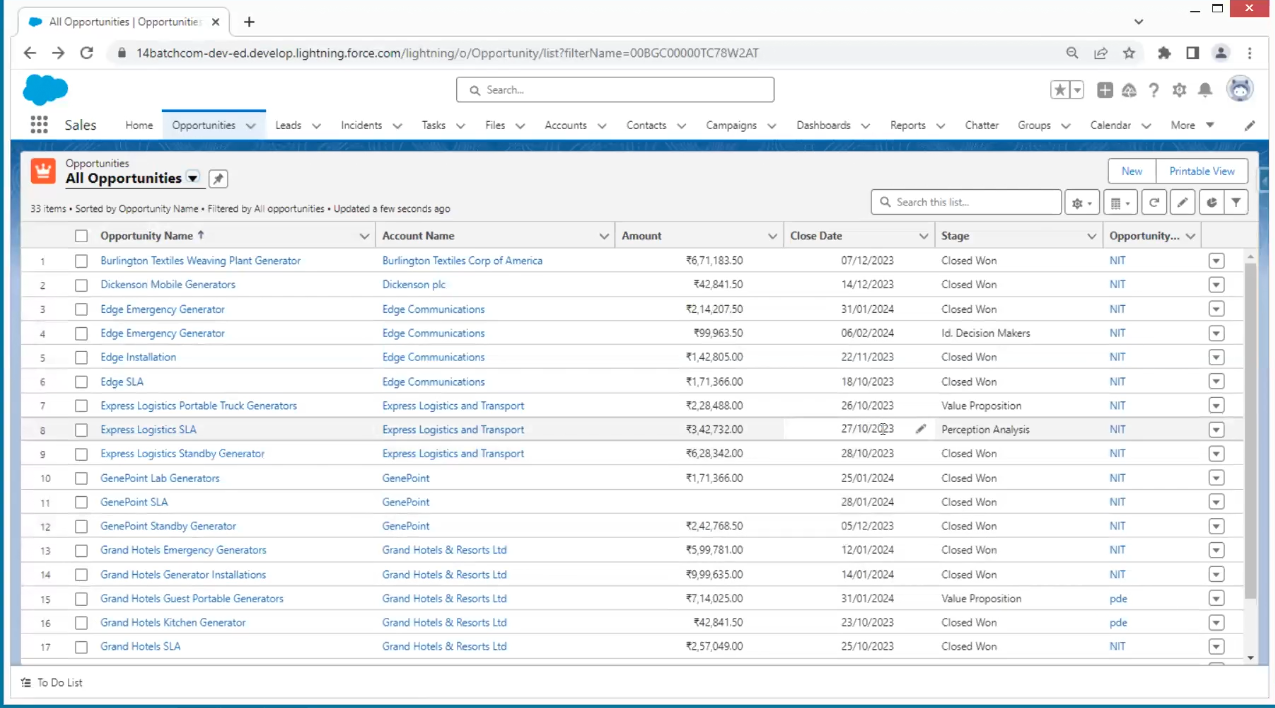 All Opportunities | Opportunitie
14batchcom-dev-ed.develop.lightning.force.com/lightning/o/Opportunity/list?filterName=00BGC00000TC78W2AT
Search...
Sales Home Opportunities Leads Incidents Tasks Files Accounts Contacts Campaigns Dashboards Reports Chatter Groups Calendar More
Opportunities
All Opportunities
New Printable View
33 items • Sorted by Opportunity Name • Filtered by All opportunities • Updated a few seconds ago
Search this list...
Opportunity Name ↑ Account Name Amount Close Date Stage Opportunity...
1 Burlington Textiles Weaving Plant Generator Burlington Textiles Corp of America ₹6,71,183.50 07/12/2023 Closed Won NIT
2 Dickenson Mobile Generators Dickenson plc ₹42,841.50 14/12/2023 Closed Won NIT
3 Edge Emergency Generator Edge Communications ₹2,14,207.50 31/01/2024 Closed Won NIT
4 Edge Emergency Generator Edge Communications ₹99,963.50 06/02/2024 Id. Decision Makers NIT
5 Edge Installation Edge Communications ₹1,42,805.00 22/11/2023 Closed Won NIT
6 Edge SLA Edge Communications ₹1,71,366.00 18/10/2023 Closed Won NIT
7 Express Logistics Portable Truck Generators Express Logistics and Transport ₹2,28,488.00 26/10/2023 Value Proposition NIT
8 Express Logistics SLA Express Logistics and Transport ₹3,42,732.00 27/10/2023 Perception Analysis NIT
9 Express Logistics Standby Generator Express Logistics and Transport ₹6,28,342.00 28/10/2023 Closed Won NIT
10 GenePoint Lab Generators GenePoint ₹1,71,366.00 25/01/2024 Closed Won NIT
11 GenePoint SLA GenePoint 28/01/2024 Closed Won NIT
12 GenePoint Standby Generator GenePoint ₹2,42,768.50 05/12/2023 Closed Won NIT
13 Grand Hotels Emergency Generators Grand Hotels & Resorts Ltd ₹5,99,781.00 12/01/2024 Closed Won NIT
14 Grand Hotels Generator Installations Grand Hotels & Resorts Ltd ₹9,99,635.00 14/01/2024 Closed Won NIT
15 Grand Hotels Guest Portable Generators Grand Hotels & Resorts Ltd ₹7,14,025.00 31/01/2024 Value Proposition pde
16 Grand Hotels Kitchen Generator Grand Hotels & Resorts Ltd ₹42,841.50 23/10/2023 Closed Won pde
17 Grand Hotels SLA Grand Hotels & Resorts Ltd ₹2,57,049.00 25/10/2023 Closed Won NIT
To Do List